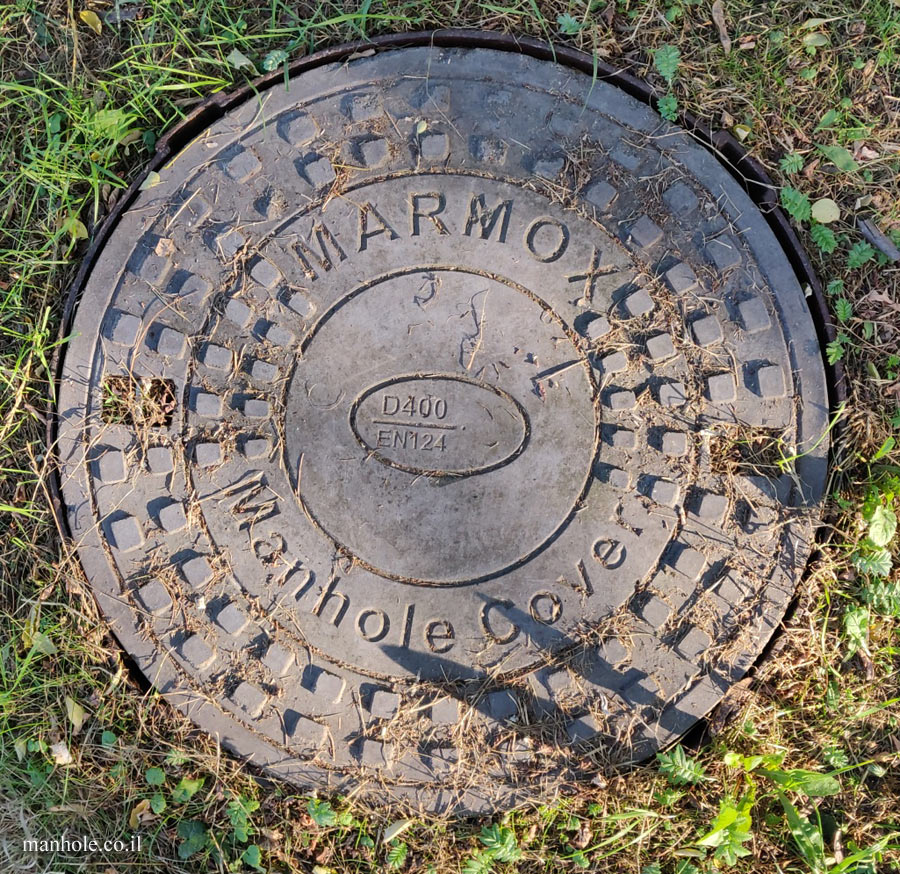 MARMOX
D400
EN124
Manhole Cover
manhole.co.il